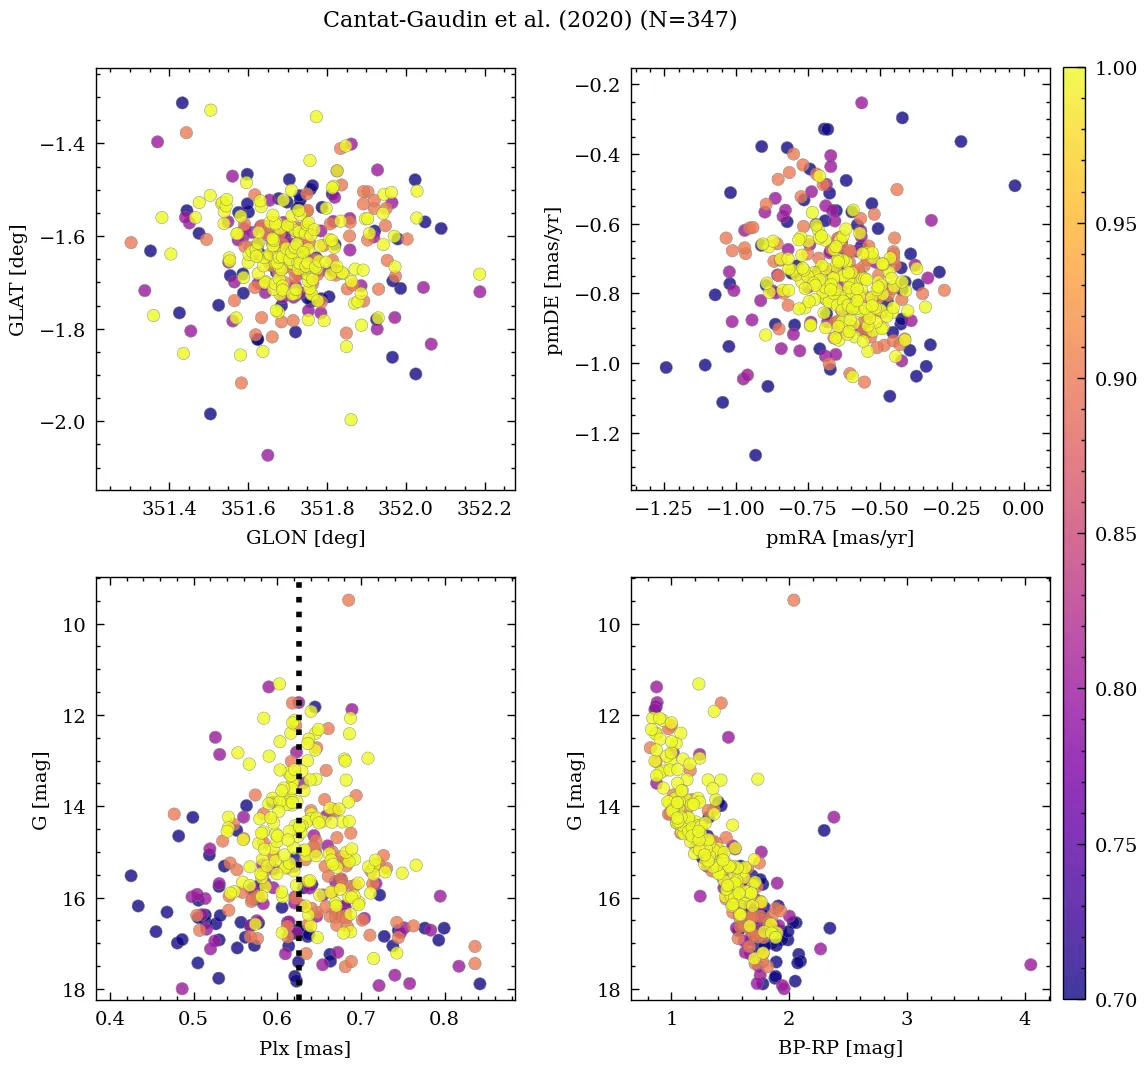 Cantat-Gaudin et al. (2020) (N=347)
−1.4
−1.6
−1.8
−2.0
GLAT [deg]
351.4 351.6 351.8 352.0 352.2
GLON [deg]
−0.2
−0.4
−0.6
−0.8
−1.0
−1.2
pmDE [mas/yr]
−1.25 −1.00 −0.75 −0.50 −0.25 0.00
pmRA [mas/yr]
10
12
14
16
18
G [mag]
0.4 0.5 0.6 0.7 0.8
Plx [mas]
10
12
14
16
18
G [mag]
1 2 3 4
BP-RP [mag]
1.00
0.95
0.90
0.85
0.80
0.75
0.70